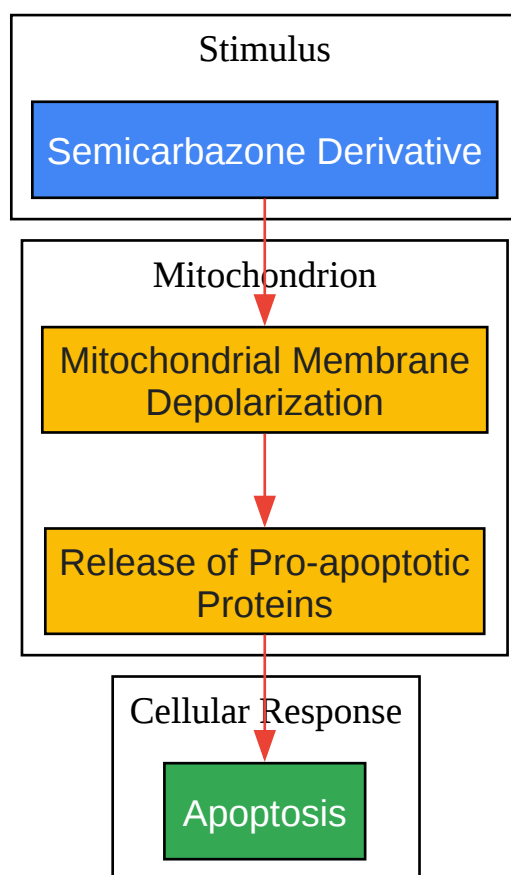 Stimulus
Semicarbazone Derivative
Mitochondrion
Mitochondrial Membrane
Depolarization
Release of Pro-apoptotic
Proteins
Cellular Response
Apoptosis